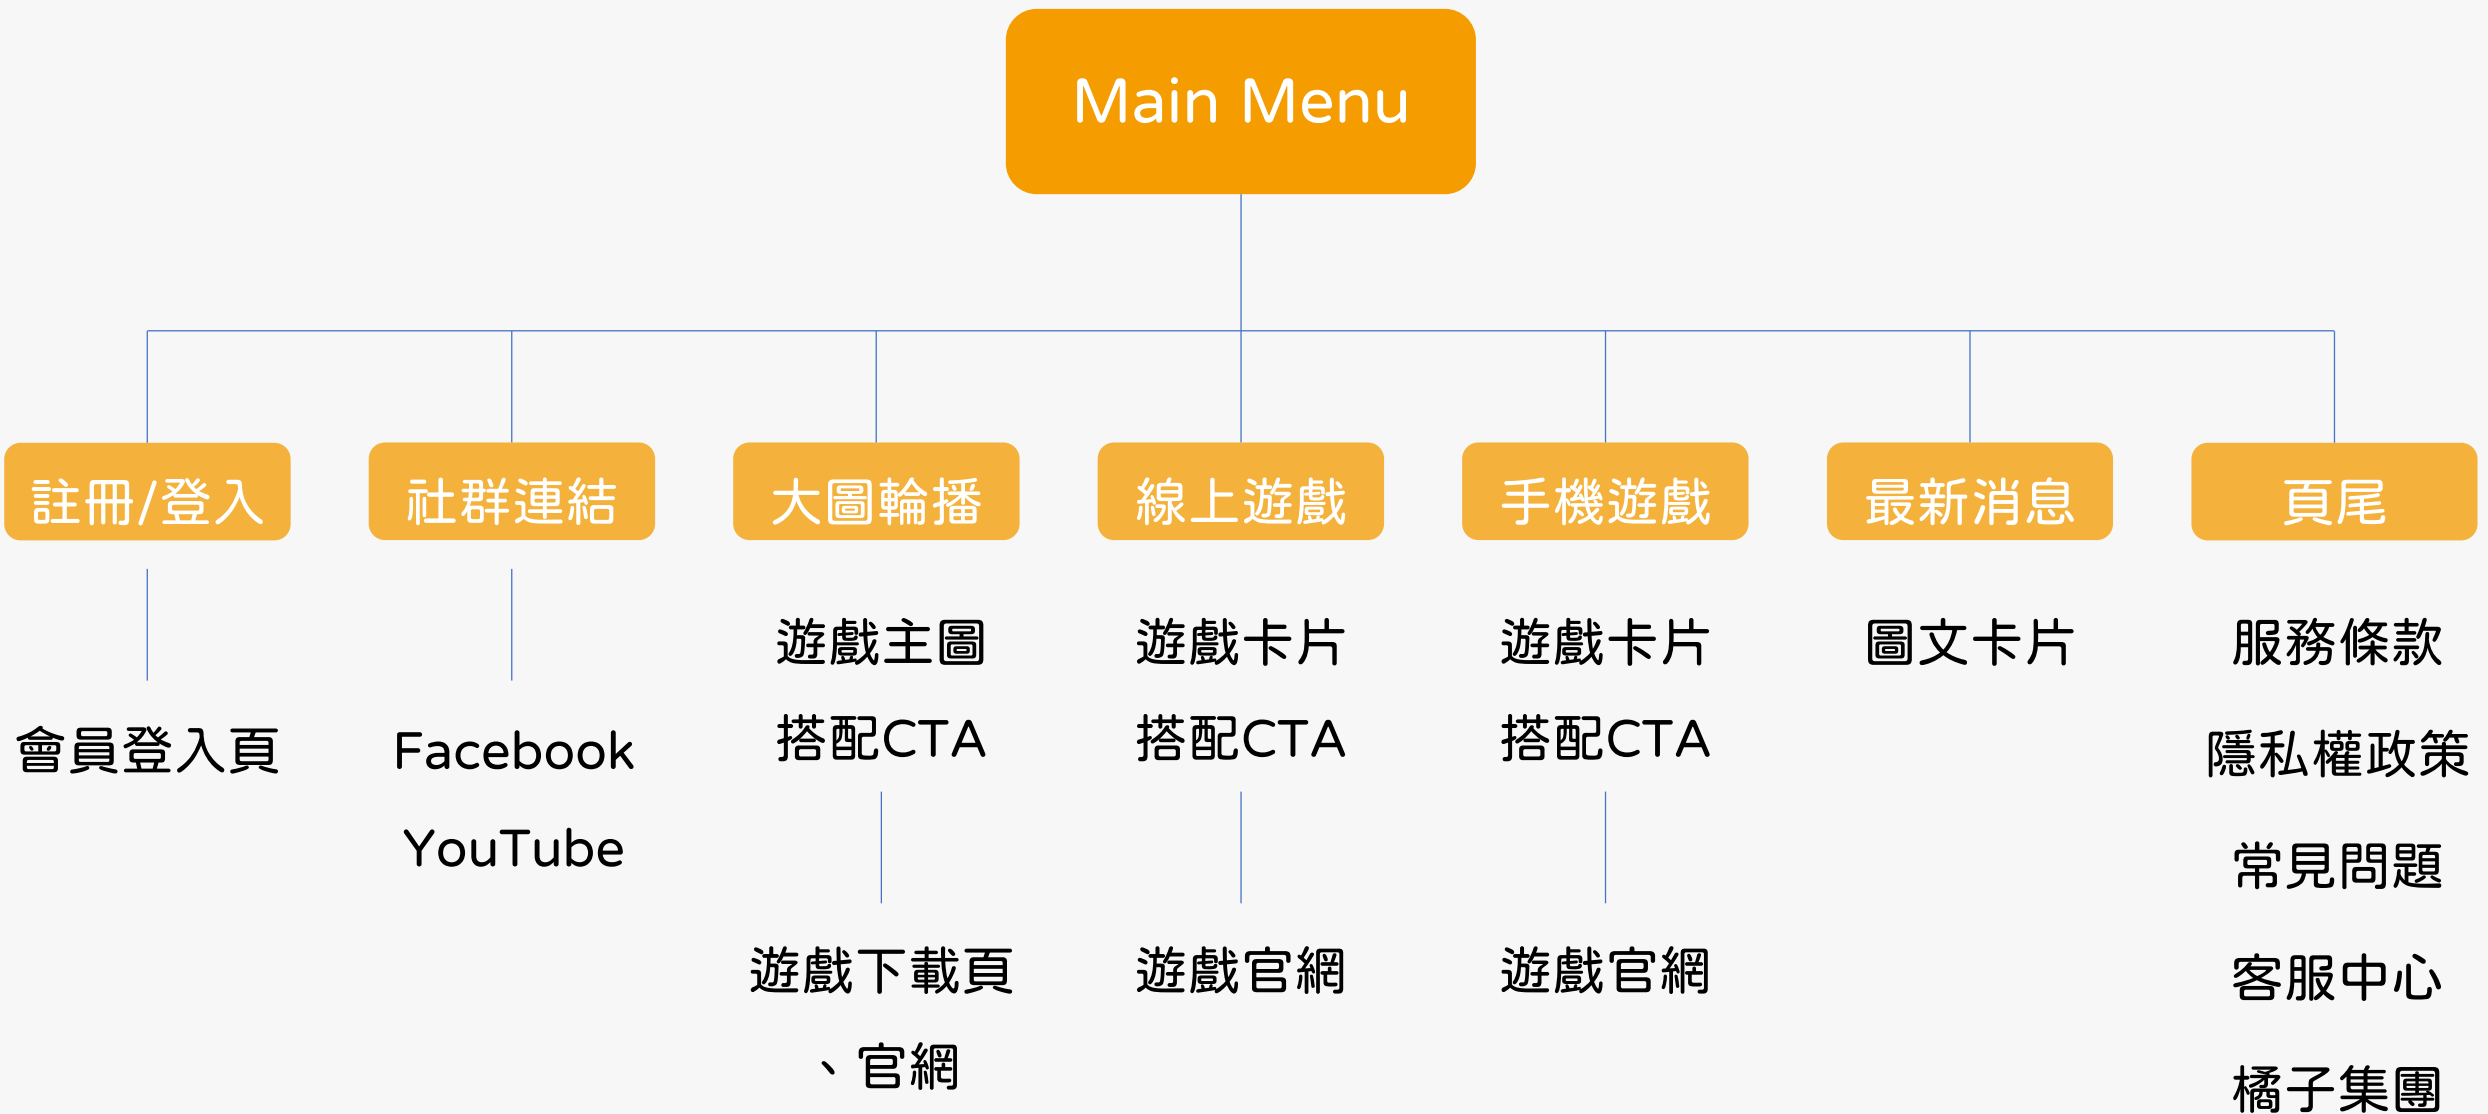 Main Menu
註冊/登入
社群連結
大圖輪播
線上遊戲
手機遊戲
最新消息
頁尾
會員登入頁
Facebook
YouTube
遊戲主圖
搭配CTA
遊戲下載頁
、官網
遊戲卡片
搭配CTA
遊戲官網
遊戲卡片
搭配CTA
遊戲官網
圖文卡片
服務條款
隱私權政策
常見問題
客服中心
橘子集團